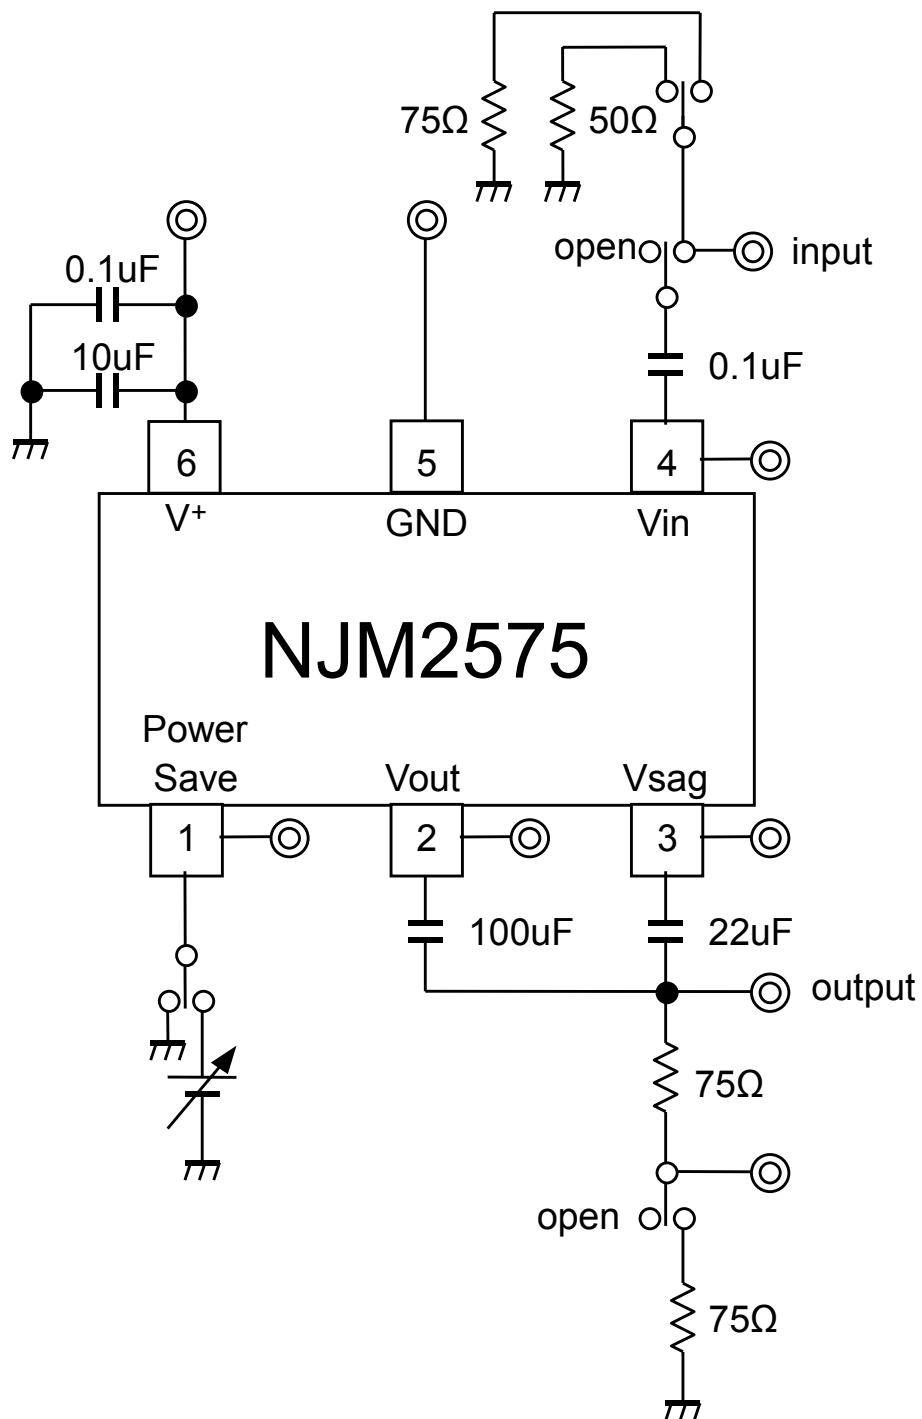 75Ω
50Ω
open
input
0.1uF
10uF
0.1uF
6
5
4
V+
GND
Vin
NJM2575
Power
Save
Vout
Vsag
1
2
3
100uF
22uF
output
75Ω
open
75Ω